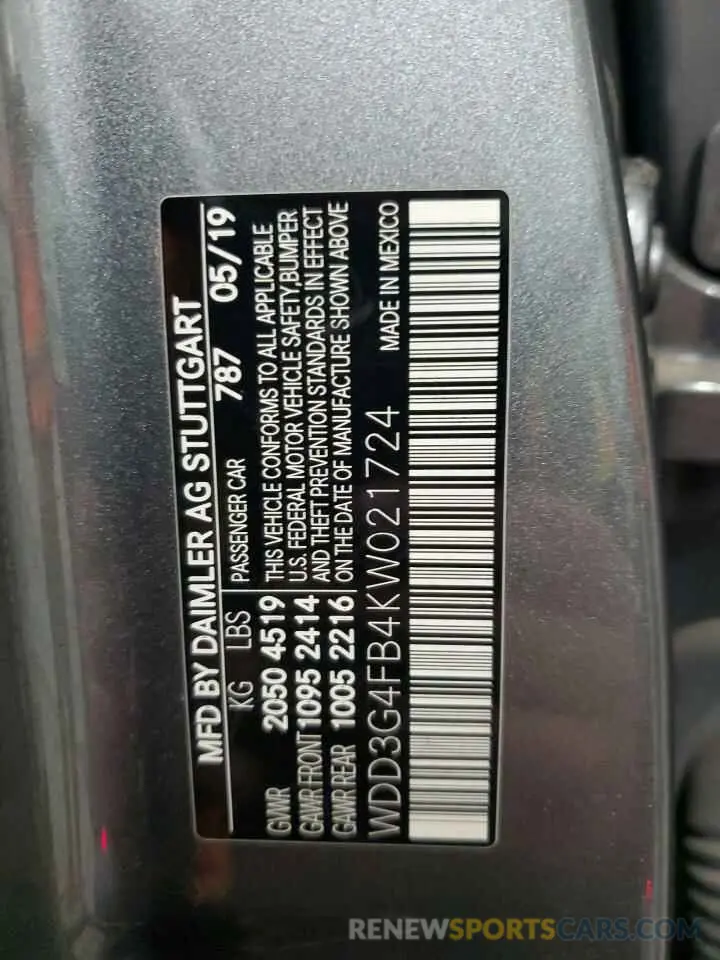 MFD BY DAIMLER AG STUTTGART
787 05/19
KG LBS PASSENGER CAR
GVWR 2050 4519 THIS VEHICLE CONFORMS TO ALL APPLICABLE
U.S. FEDERAL MOTOR VEHICLE SAFETY,BUMPER
GAWR FRONT 1095 2414 AND THEFT PREVENTION STANDARDS IN EFFECT
GAWR REAR 1005 2216 ON THE DATE OF MANUFACTURE SHOWN ABOVE
WDD3G4FB4KW021724 MADE IN MEXICO
RENEWSPORTSCARS.COM